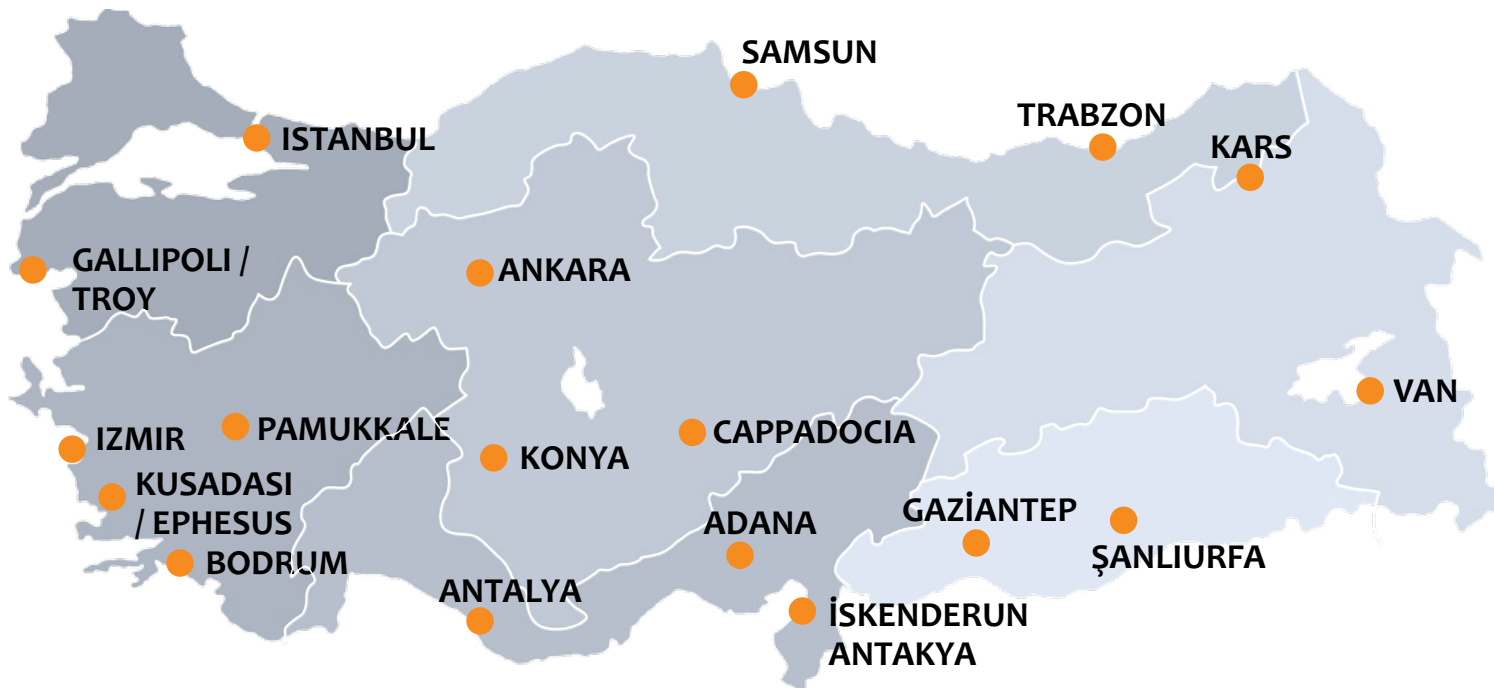 SAMSUN
TRABZON
ISTANBUL
KARS
GALLIPOLI /
TROY
ANKARA
VAN
IZMIR
PAMUKKALE
CAPPADOCIA
KONYA
KUSADASI
/ EPHESUS
GAZİANTEP
ADANA
ŞANLIURFA
BODRUM
ANTALYA
İSKENDERUN
ANTAKYA